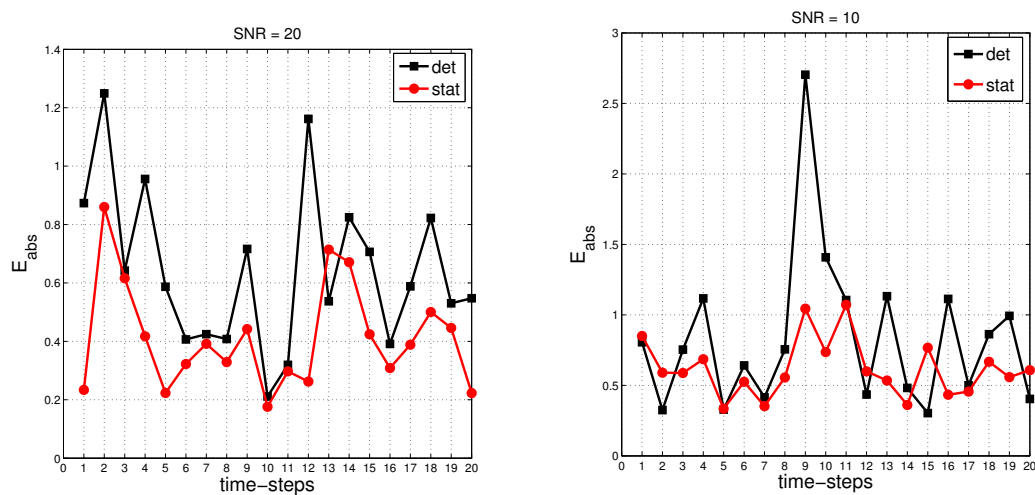 SNR = 20
1.4
1.2
1
0.8
0.6
0.4
0.2
0
E_abs
det
stat
0 1 2 3 4 5 6 7 8 9 10 11 12 13 14 15 16 17 18 19 20
time−steps
SNR = 10
3
2.5
2
1.5
1
0.5
0
E_abs
det
stat
0 1 2 3 4 5 6 7 8 9 10 11 12 13 14 15 16 17 18 19 20
time−steps